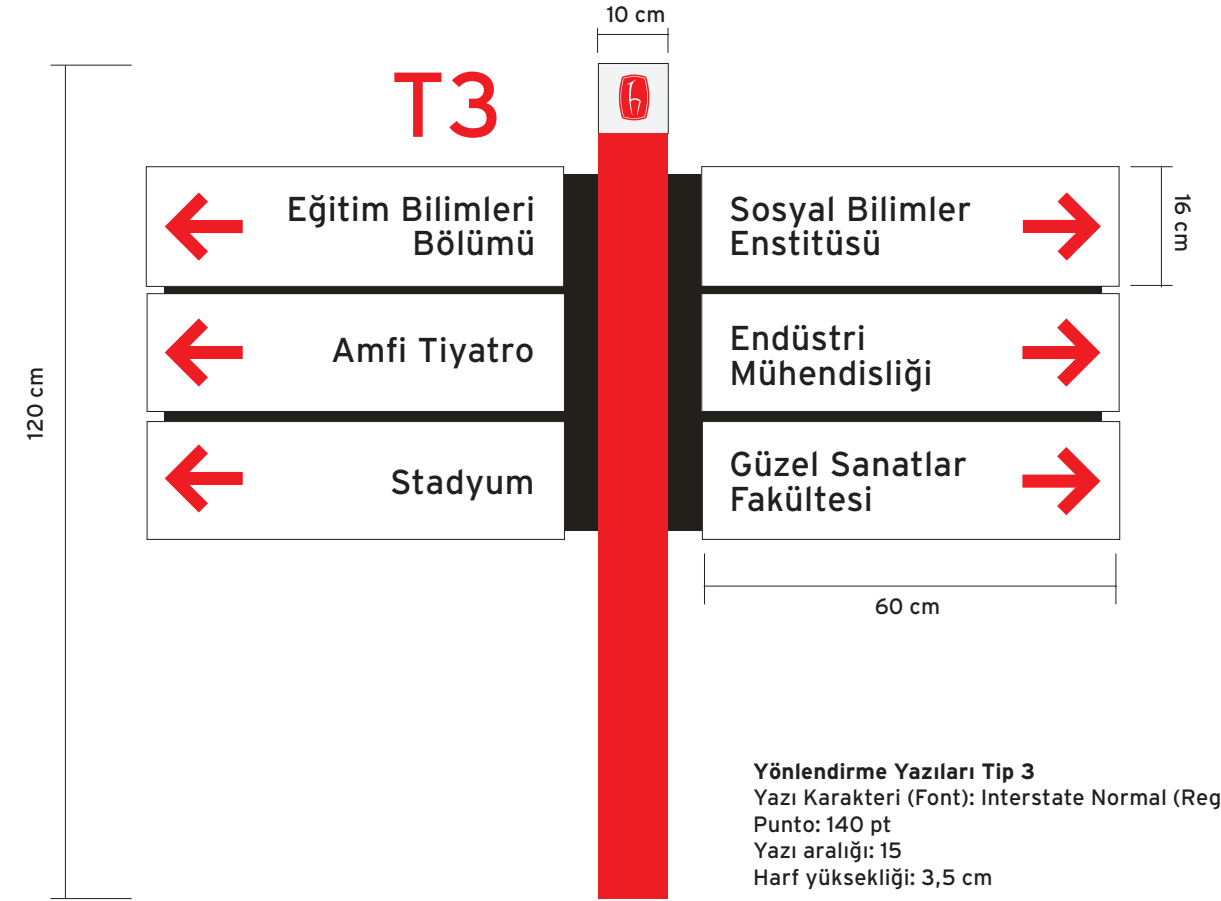 10 cm
T3
120 cm
Eğitim Bilimleri
Bölümü
Amfi Tiyatro
Stadyum
Sosyal Bilimler
Enstitüsü
Endüstri
Mühendisliği
Güzel Sanatlar
Fakültesi
16 cm
60 cm
Yönlendirme Yazıları Tip 3
Yazı Karakteri (Font): Interstate Normal (Reg
Punto: 140 pt
Yazı aralığı: 15
Harf yüksekliği: 3,5 cm